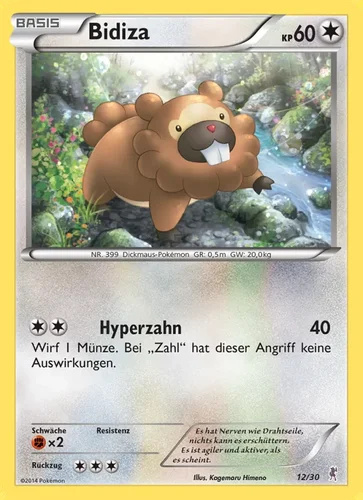 BASIS
Bidiza
KP60
NR. 399 Dickmaus-Pokémon GR: 0,5m GW: 20,0kg
Hyperzahn 40
Wirf 1 Münze. Bei „Zahl“ hat dieser Angriff keine
Auswirkungen.
Schwäche Resistenz
×2
Rückzug
Es hat Nerven wie Drahtseile,
nichts kann es erschüttern.
Es ist agiler und aktiver, als
es scheint.
©2014 Pokémon
Illus. Kagemaru Himeno
12/30